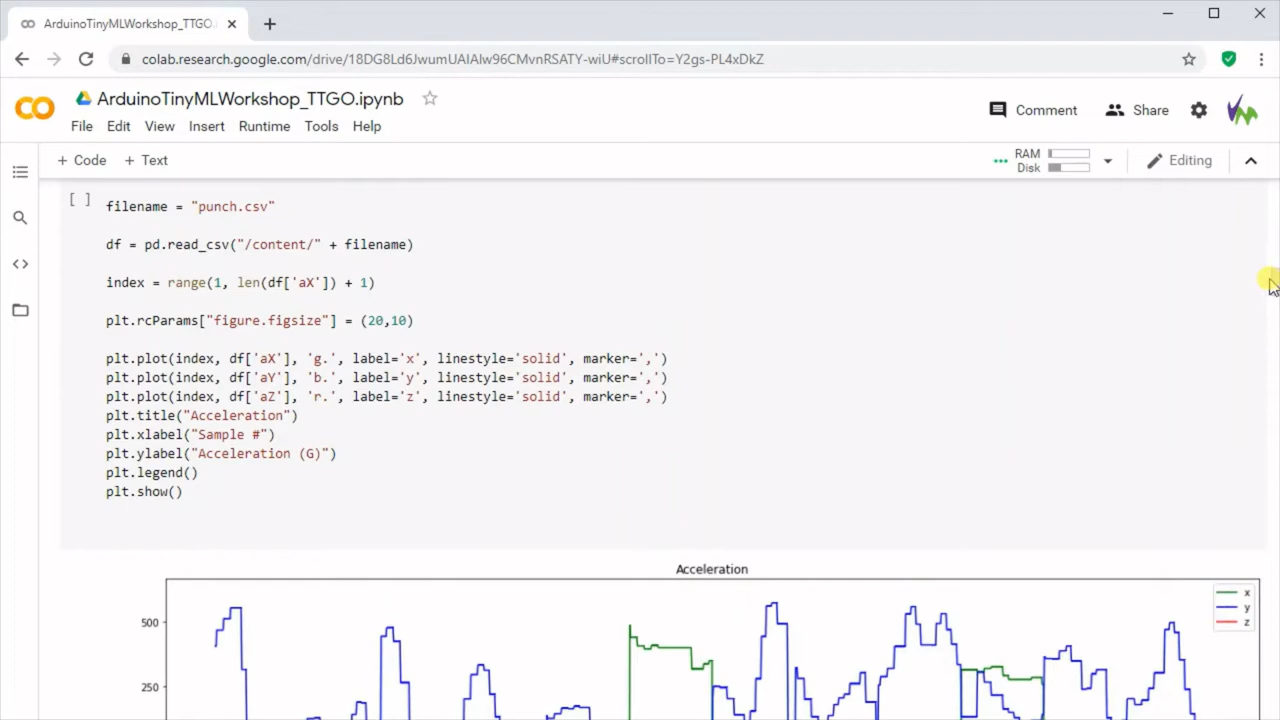 ArduinoTinyMLWorkshop_TTGO.
colab.research.google.com/drive/18DG8Ld6JwumUAIAIw96CMvnRSATY-wiU#scrollTo=Y2gs-PL4xDkZ
ArduinoTinyMLWorkshop_TTGO.ipynb
Comment Share
File Edit View Insert Runtime Tools Help
+ Code + Text
RAM
Disk
Editing
[ ] filename = "punch.csv"
df = pd.read_csv("/content/" + filename)
index = range(1, len(df['aX']) + 1)
plt.rcParams["figure.figsize"] = (20,10)
plt.plot(index, df['aX'], 'g.', label='x', linestyle='solid', marker=',')
plt.plot(index, df['aY'], 'b.', label='y', linestyle='solid', marker=',')
plt.plot(index, df['aZ'], 'r.', label='z', linestyle='solid', marker=',')
plt.title("Acceleration")
plt.xlabel("Sample #")
plt.ylabel("Acceleration (G)")
plt.legend()
plt.show()
Acceleration
x
y
z
500
250